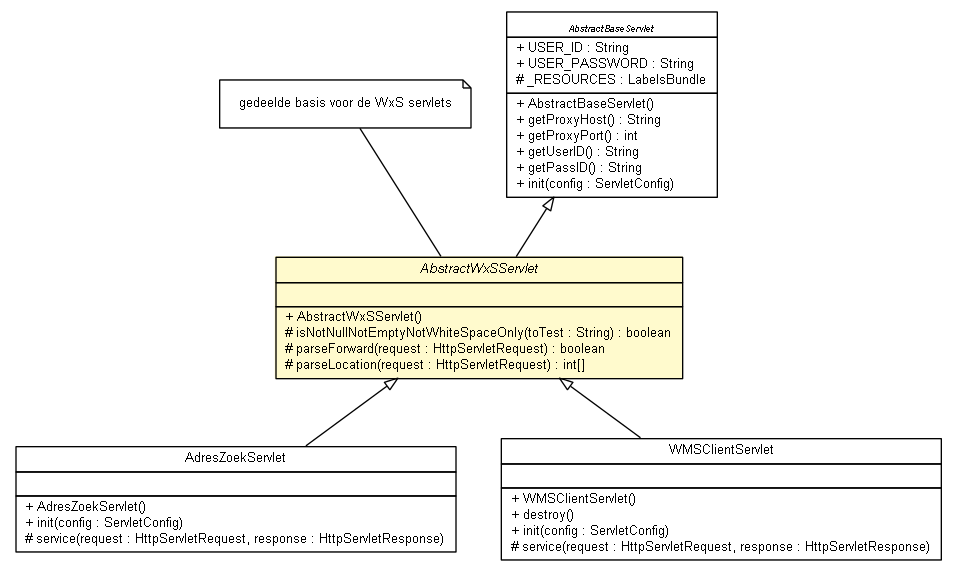 AbstractBaseServlet
+ USER_ID : String
+ USER_PASSWORD : String
# _RESOURCES : LabelsBundle
+ AbstractBaseServlet()
+ getProxyHost() : String
+ getProxyPort() : int
+ getUserID() : String
+ getPassID() : String
+ init(config : ServletConfig)
gedeelde basis voor de WxS servlets
AbstractWxSServlet
+ AbstractWxSServlet()
# isNotNullNotEmptyNotWhiteSpaceOnly(toTest : String) : boolean
# parseForward(request : HttpServletRequest) : boolean
# parseLocation(request : HttpServletRequest) : int[]
AdresZoekServlet
+ AdresZoekServlet()
+ init(config : ServletConfig)
# service(request : HttpServletRequest, response : HttpServletResponse)
WMSClientServlet
+ WMSClientServlet()
+ destroy()
+ init(config : ServletConfig)
# service(request : HttpServletRequest, response : HttpServletResponse)